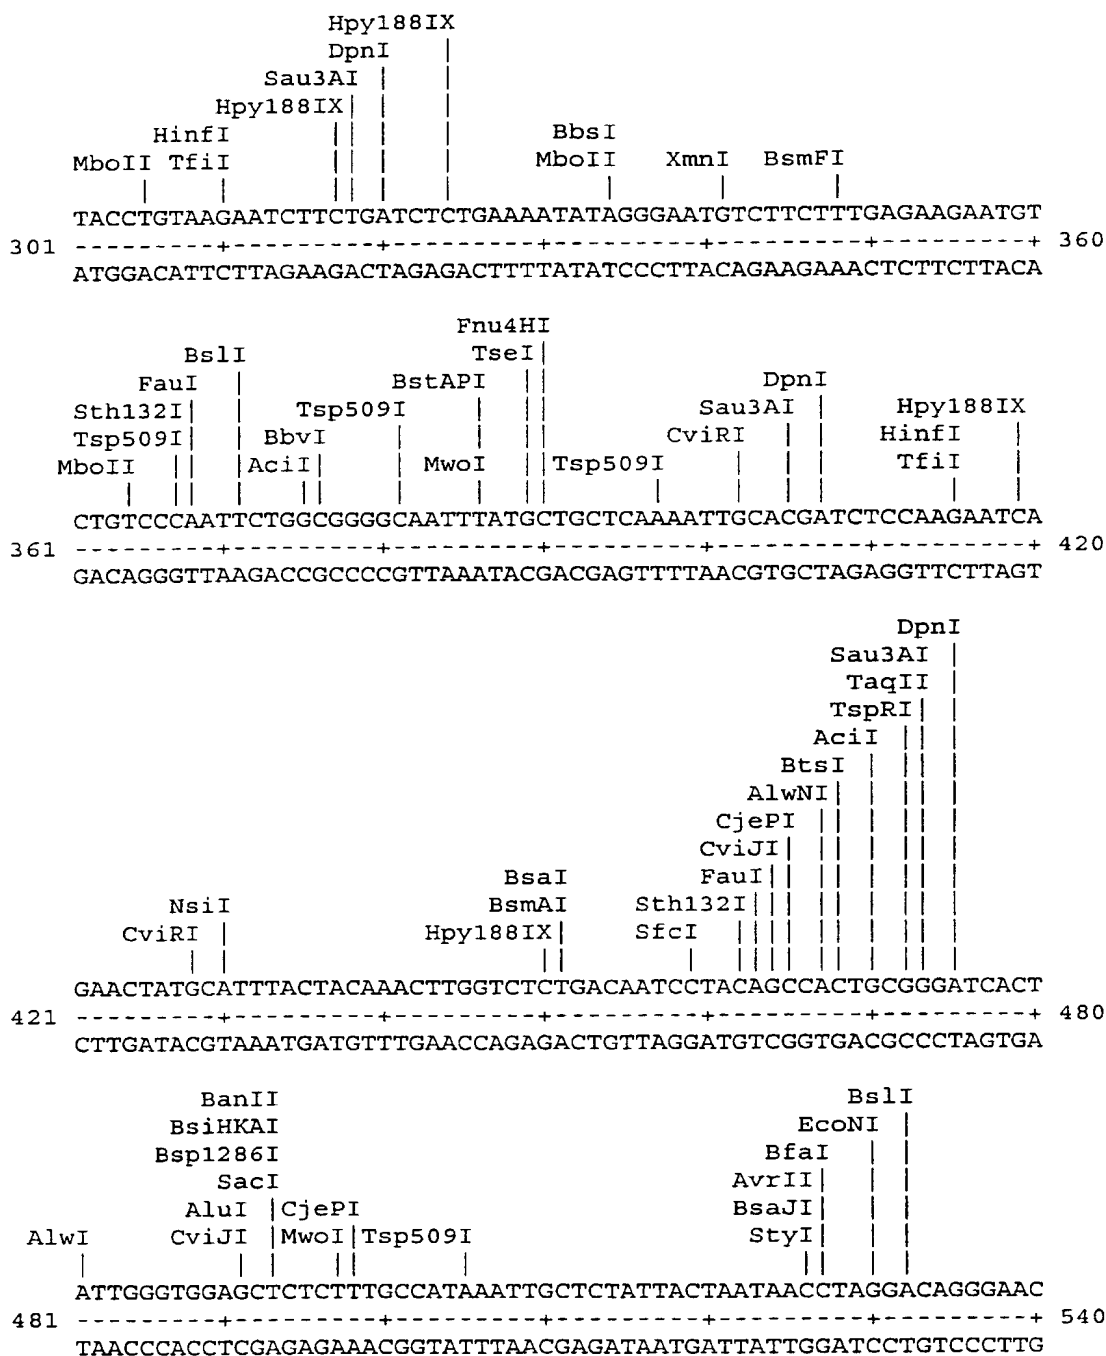 Hpy188IX
DpnI
Sau3AI
Hpy188IX
HinfI BbsI
MboII TfiI MboII XmnI BsmFI
TACCTGTAAGAATCTTCTGATCTCTGAAAATATAGGGAATGTCTTCTTTGAGAAGAATGT
301 ---------+---------+---------+---------+---------+---------+ 360
ATGGACATTCTTAGAAGACTAGAGACTTTTATATCCCTTACAGAAGAAACTCTTCTTACA
Fnu4HI
BslI TseI
FauI BstAPI DpnI
Sth132I Tsp509I Sau3AI Hpy188IX
Tsp509I BbvI CviRI HinfI
MboII AciI MwoI Tsp509I TfiI
CTGTCCCAATTCTGGCGGGGCAATTTATGCTGCTCAAAATTGCACGATCTCCAAGAATCA
361 ---------+---------+---------+---------+---------+---------+ 420
GACAGGGTTAAGACCGCCCCGTTAAATACGACGAGTTTTAACGTGCTAGAGGTTCTTAGT
DpnI
Sau3AI
TaqII
TspRI
AciI
BtsI
AlwNI
CjePI
CviJI
BsaI FauI
NsiI BsmAI Sth132I
CviRI Hpy188IX SfcI
GAACTATGCATTTACTACAAACTTGGTCTCTGACAATCCTACAGCCACTGCGGGATCACT
421 ---------+---------+---------+---------+---------+---------+ 480
CTTGATACGTAAATGATGTTTGAACCAGAGACTGTTAGGATGTCGGTGACGCCCTAGTGA
BanII BslI
BsiHKAI EcoNI
Bsp1286I BfaI
SacI AvrII
AluI CjePI BsaJI
AlwI CviJI MwoI Tsp509I StyI
ATTGGGTGGAGCTCTCTTTGCCATAAATTGCTCTATTACTAATAACCTAGGACAGGGAAC
481 ---------+---------+---------+---------+---------+---------+ 540
TAACCCACCTCGAGAGAAACGGTATTTAACGAGATAATGATTATTGGATCCTGTCCCTTG